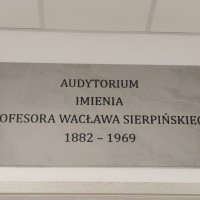 AUDYTORIUM
IMIENIA
OFESORA WACŁAWA SIERPIŃSKIEG
1882 – 1969